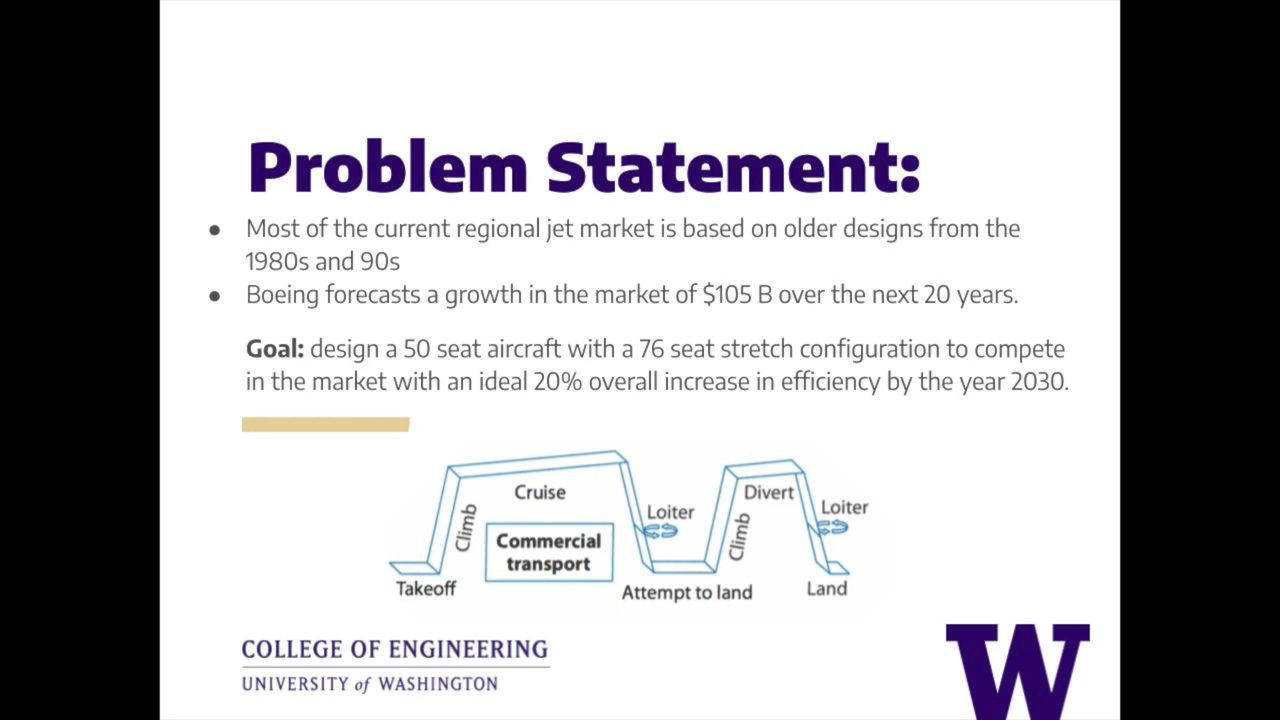 Problem Statement:
● Most of the current regional jet market is based on older designs from the
1980s and 90s
● Boeing forecasts a growth in the market of $105 B over the next 20 years.
Goal: design a 50 seat aircraft with a 76 seat stretch configuration to compete
in the market with an ideal 20% overall increase in efficiency by the year 2030.
Cruise
Divert
Climb
Loiter
Climb
Loiter
Commercial
transport
Takeoff
Attempt to land
Land
COLLEGE OF ENGINEERING
UNIVERSITY of WASHINGTON
W